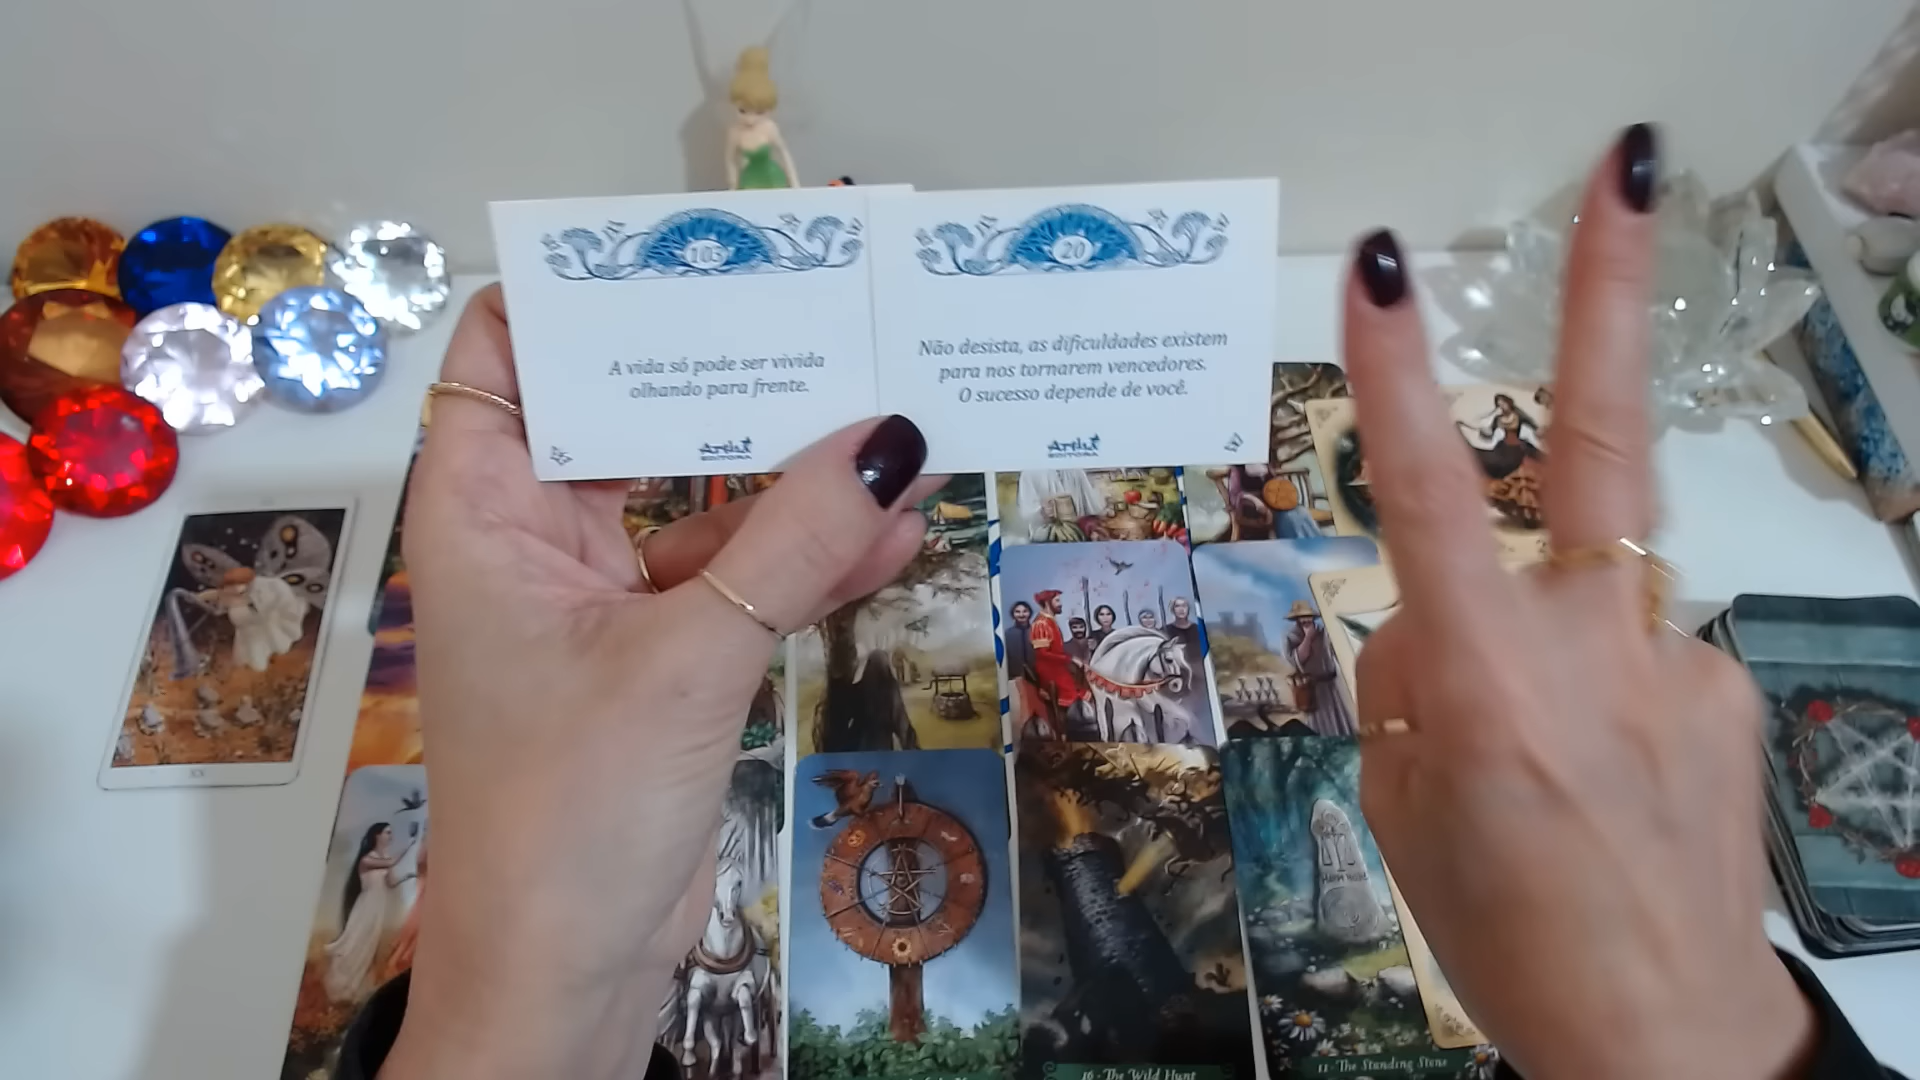 103
A vida só pode ser vivida
olhando para frente.
Artha
EDITORA
20
Não desista, as dificuldades existem
para nos tornarem vencedores.
O sucesso depende de você.
Artha
EDITORA
16 - The Wild Hunt
11 - The Standing Stone